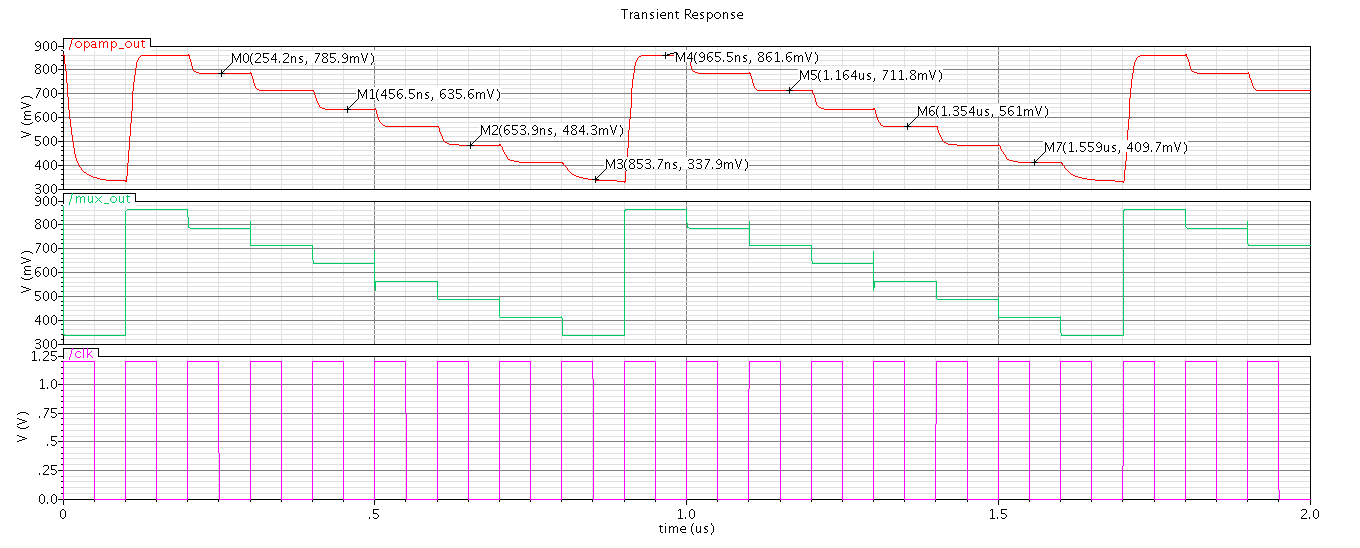 Transient Response
/opamp_out
900
800
700
600
500
400
300
V (mV)
M0(254.2ns, 785.9mV)
M1(456.5ns, 635.6mV)
M2(653.9ns, 484.3mV)
M3(853.7ns, 337.9mV)
M4(965.5ns, 861.6mV)
M5(1.164us, 711.8mV)
M6(1.354us, 561mV)
M7(1.559us, 409.7mV)
/mux_out
900
800
700
600
500
400
300
V (mV)
/clk
1.25
1.0
.75
.5
.25
0.0
V (V)
0 .5 1.0 1.5 2.0
time (us)